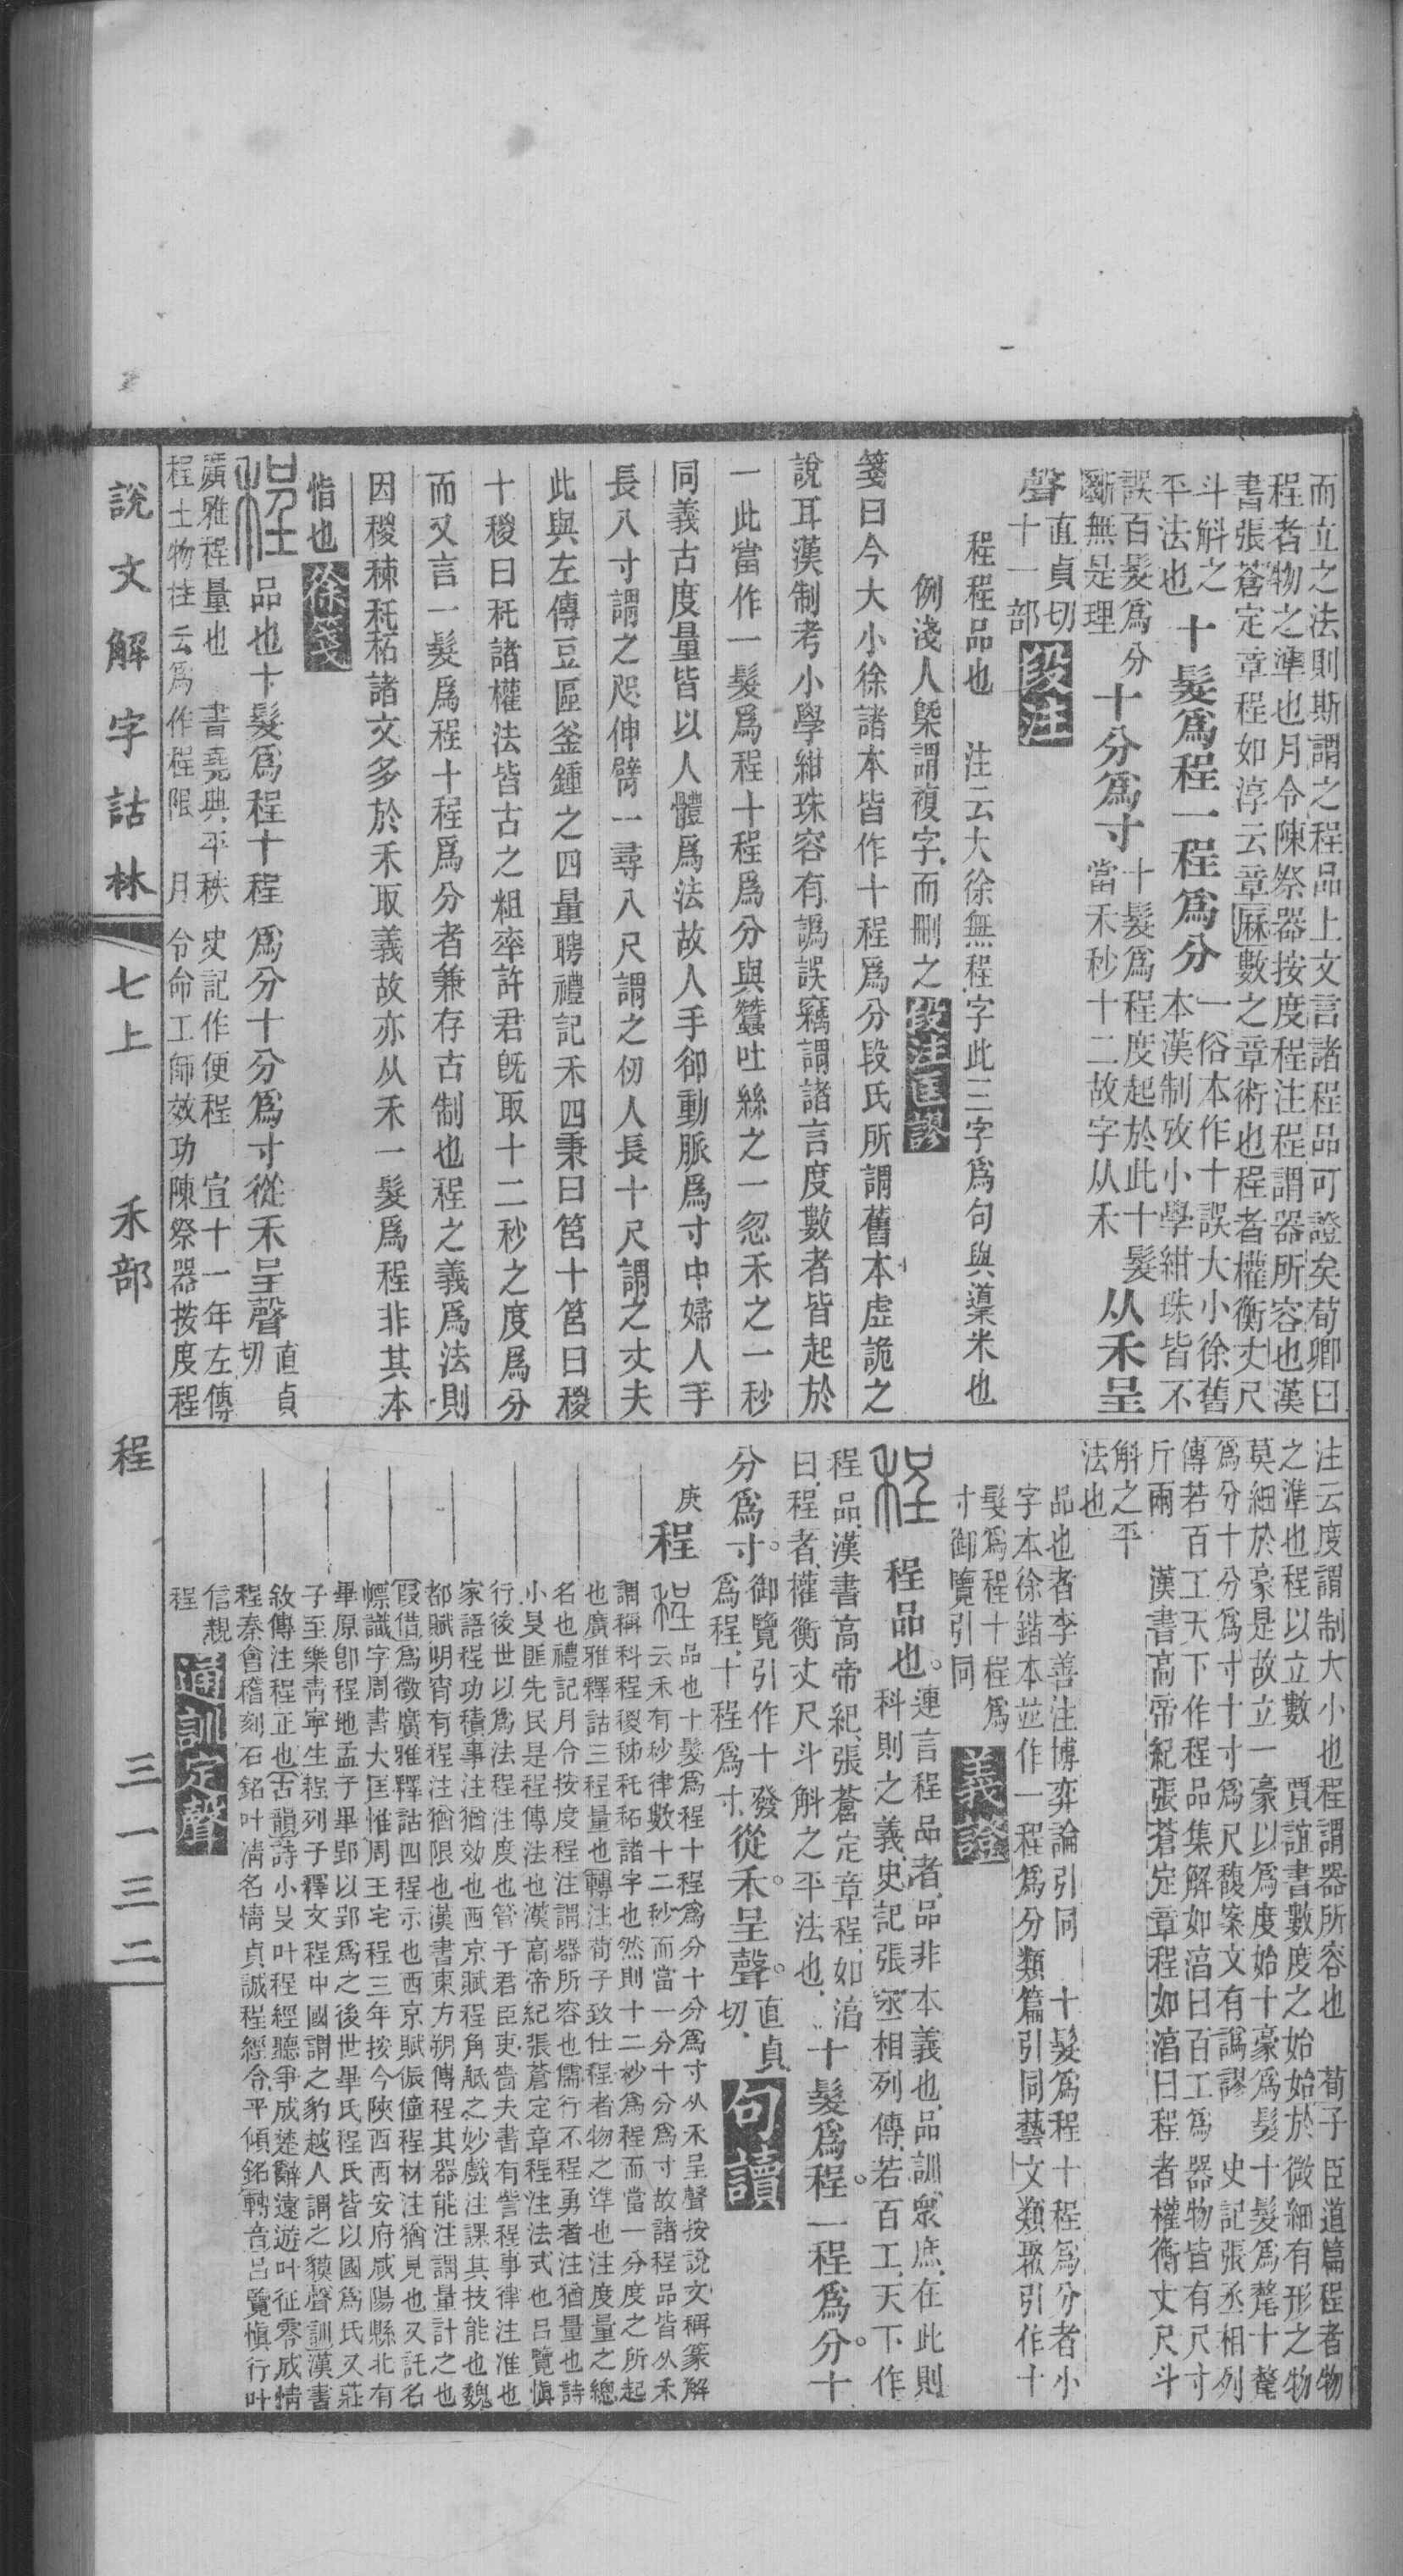 而立之法則斯謂之程品上文言諸程品可證矣荀卿曰
程者物之準也月令陳祭器按度程注程謂器所容也漢
書張蒼定章程如淳云章厤數之章術也程者權衡丈尺
斗斛之
平法也
十髮爲程一程爲分
一俗本作十誤大小徐舊
本漢制攷小學紺珠皆不
誤百髮爲分
斷無是理
十分爲寸
十髮爲程度起於此十髮
當禾秒十二故字从禾
从禾呈
聲
直貞切
十一部
段注
程程品也 注云大徐無程字此三字爲句與㯕米也
例淺人槩謂複字而刪之
段注匡謬
箋曰今大小徐諸本皆作十程爲分段氏所謂舊本虛詭之
說耳漢制考小學紺珠容有譌誤竊謂諸言度數者皆起於
一此當作一髮爲程十程爲分與蠶吐絲之一忽禾之一秒
同義古度量皆以人體爲法故人手卻動脈爲寸中婦人手
長八寸謂之咫伸臂一尋八尺謂之仞人長十尺謂之丈夫
此與左傳豆區釜鍾之四量聘禮記禾四秉曰筥十筥曰稯
十稯曰秅諸權法皆古之粗率許君旣取十二秒之度爲分
而又言一髮爲程十程爲分者兼存古制也程之義爲法則
因稯秭秅䄷諸文多於禾取義故亦从禾一髮爲程非其本
恉也
徐箋
品也十髮爲程十程爲分十分爲寸從禾呈聲
直貞
切
廣雅程量也 書堯典平秩史記作便程 宣十一年左傳
程土物注云爲作程限 月令命工師效功陳祭器按度程
說文解字詁林
七上 禾部 程 三一三二
注云度謂制大小也程謂器所容也 荀子臣道篇程者物
之準也程以立數 賈誼書數度之始始於微細有形之物
莫細於豪是故立一豪以爲度始十豪爲髮十髮爲氂十氂
爲分十分爲寸十寸爲尺馥案文有譌謬 史記張丞相列
傳若百工天下作程品集解如淳曰百工爲器物皆有尺寸
斤兩 漢書高帝紀張蒼定章程如淳曰程者權衡丈尺斗
斛之平
法也
品也者李善注博弈論引同 十髮爲程十程爲分者小
字本徐鍇本竝作一程爲分類篇引同藝文類聚引作十
髮爲程十程爲
寸御覽引同
義證
程品也
連言程品者品非本義也品訓衆庶在此則
科則之義史記張丞相列傳若百工天下作
程品漢書高帝紀張蒼定章程如淳
曰程者權衡丈尺斗斛之平法也
十髮爲程一程爲分十
分爲寸
御覽引作十發
爲程十程爲寸
從禾呈聲
直貞
切
句讀
庚
程
品也十髮爲程十程爲分十分爲寸从禾呈聲按說文稱篆解
云禾有秒律數十二秒而當一分十分爲寸故諸程品皆从禾
謂稱科程稯秭秅䄷諸字也然則十二秒爲程而當一分度之所起
也廣雅釋詁三程量也轉注荀子致仕程者物之準也注度量之總
名也禮記月令按度程注謂器所容也儒行不程勇者注猶量也詩
小旻匪先民是程傳法也漢高帝紀張蒼定章程注法式也呂覽愼
行後世以爲法程注度也管子君臣吏嗇夫書有訾程事律注准也
家語程功積事注猶效也西京賦程角觝之妙戲注課其技能也魏
都賦明宵有程注猶限也漢書東方朔傳程其器能注謂量計之也
叚借爲徵廣雅釋詁四程示也西京賦侲僮程材注猶見也又託名
幖識字周書大匡惟周王宅程三年按今陝西西安府咸陽縣北有
畢原卽程地孟子畢郢以郢爲之後世畢氏程氏皆以國爲氏又莊
子至樂靑寧生程列子釋文程中國謂之豹越人謂之貘聲訓漢書
敘傳注程正也古韻詩小旻叶程經聽爭成楚辭遠遊叶征零成情
程秦會稽刻石銘叶淸名情貞誠程經令平傾銘轉音呂覽愼行叶
信親
程
通訓定聲